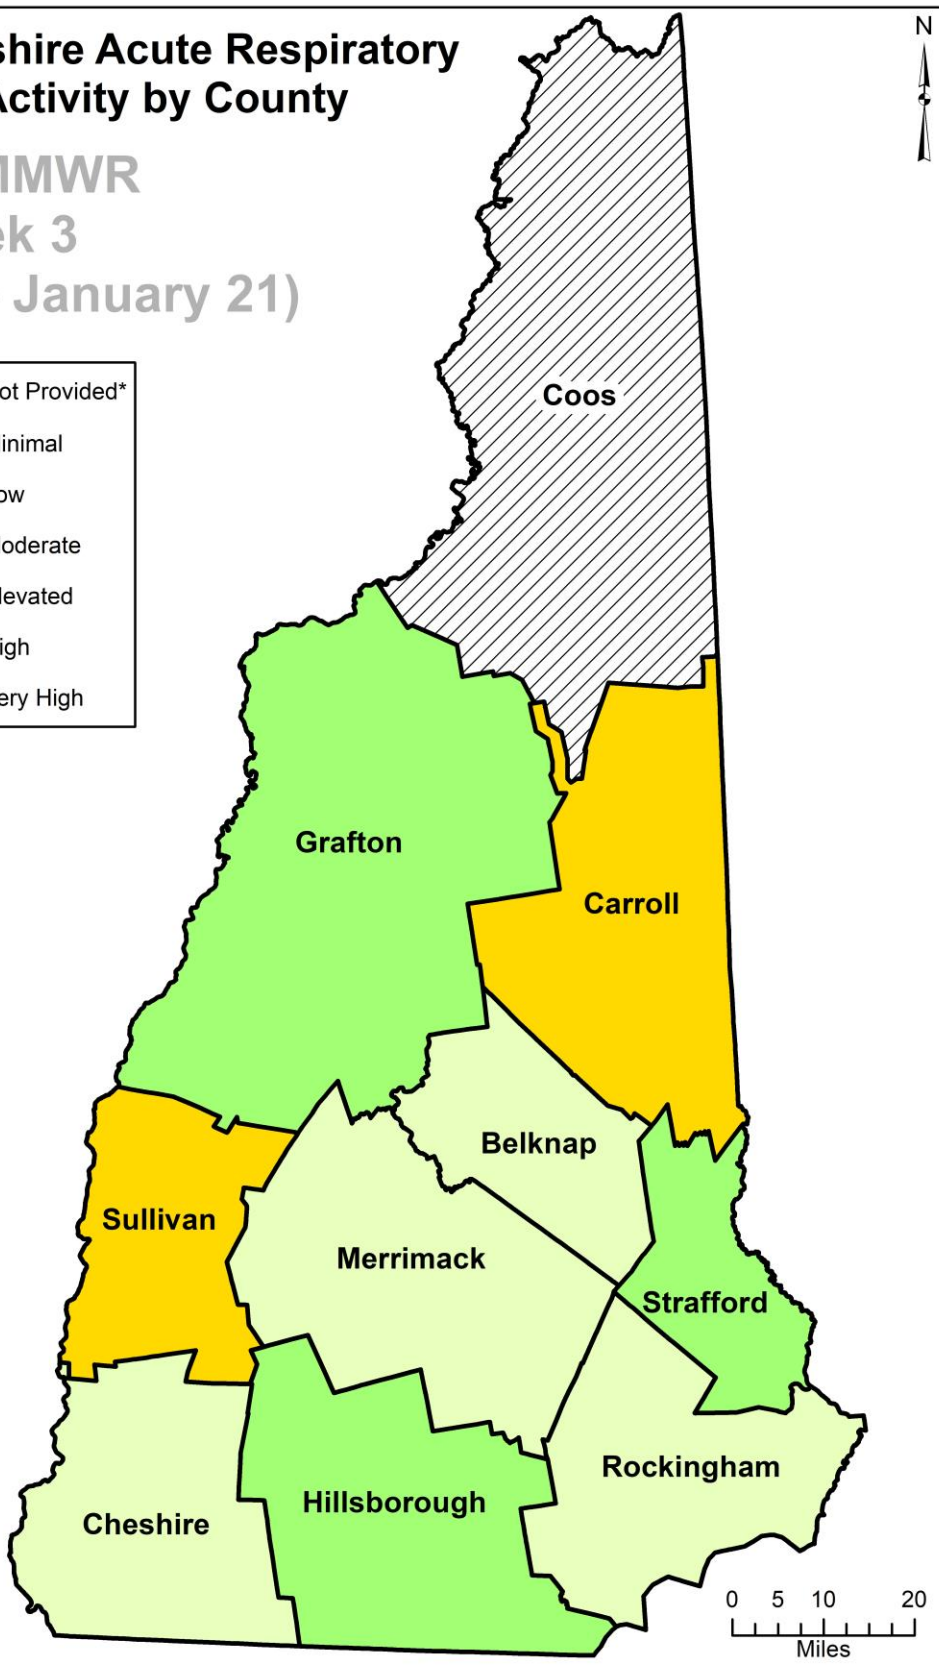 shire Acute Respiratory
Activity by County
MMWR
ek 3
January 21)
N
ot Provided*
inimal
ow
oderate
levated
igh
ery High
Coos
Grafton
Carroll
Belknap
Sullivan
Merrimack
Strafford
Rockingham
Hillsborough
Cheshire
0 5 10 20
Miles